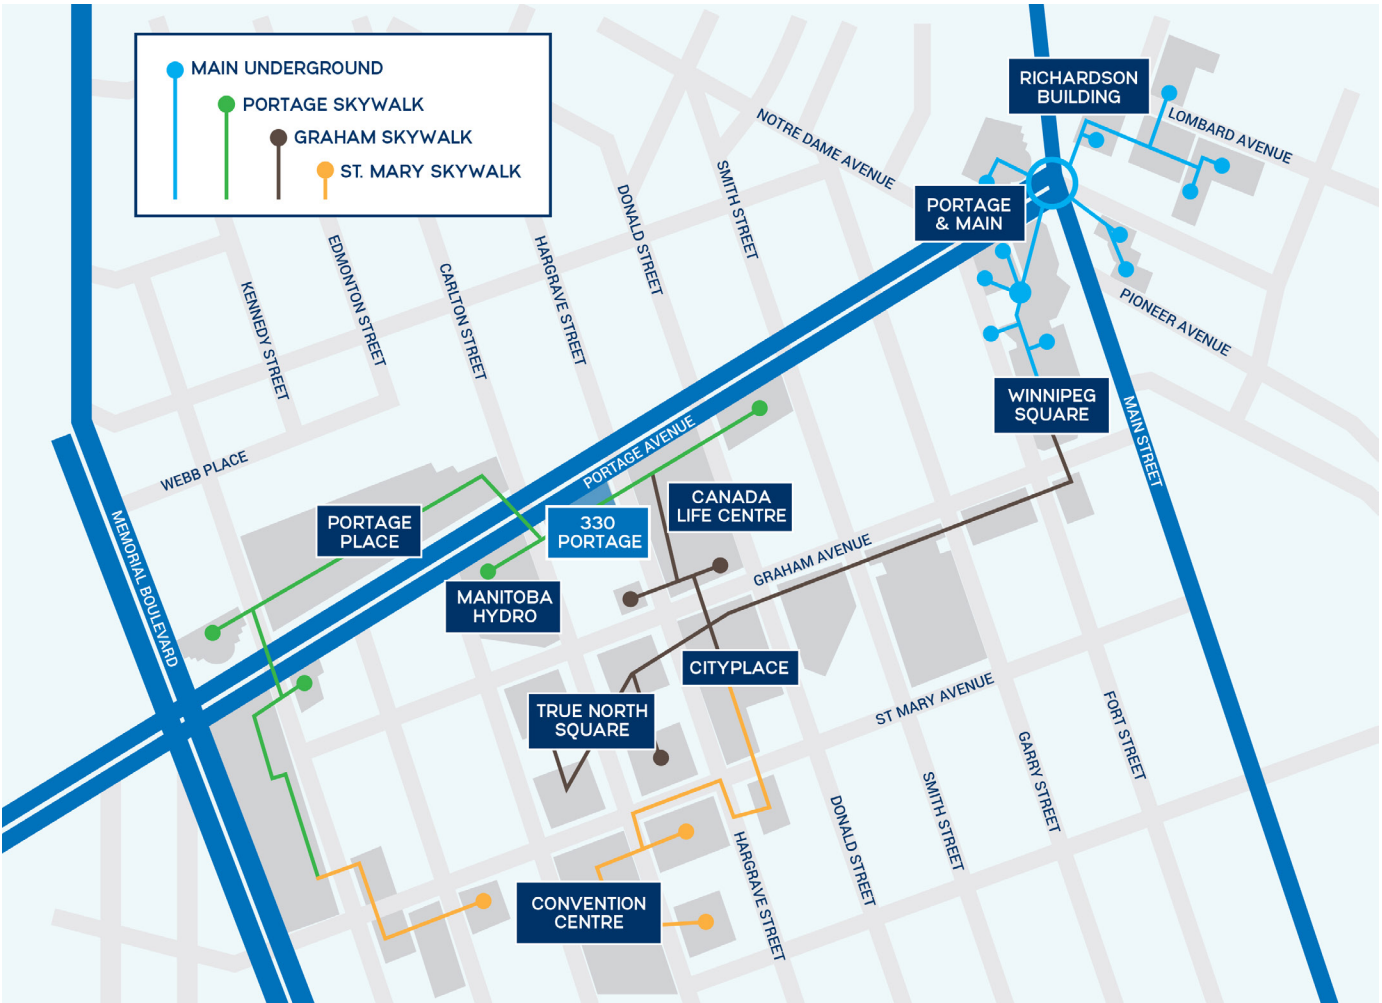 MAIN UNDERGROUND
PORTAGE SKYWALK
GRAHAM SKYWALK
ST. MARY SKYWALK
RICHARDSON
BUILDING
LOMBARD AVENUE
NOTRE DAME AVENUE
SMITH STREET
DONALD STREET
PORTAGE
& MAIN
HARGRAVE STREET
EDMONTON STREET
CARLTON STREET
KENNEDY STREET
PIONEER AVENUE
WINNIPEG
SQUARE
MAIN STREET
PORTAGE AVENUE
WEBB PLACE
CANADA
LIFE CENTRE
PORTAGE
PLACE
330
PORTAGE
MEMORIAL BOULEVARD
GRAHAM AVENUE
MANITOBA
HYDRO
CITYPLACE
TRUE NORTH
SQUARE
ST MARY AVENUE
FORT STREET
GARRY STREET
SMITH STREET
DONALD STREET
HARGRAVE STREET
CONVENTION
CENTRE